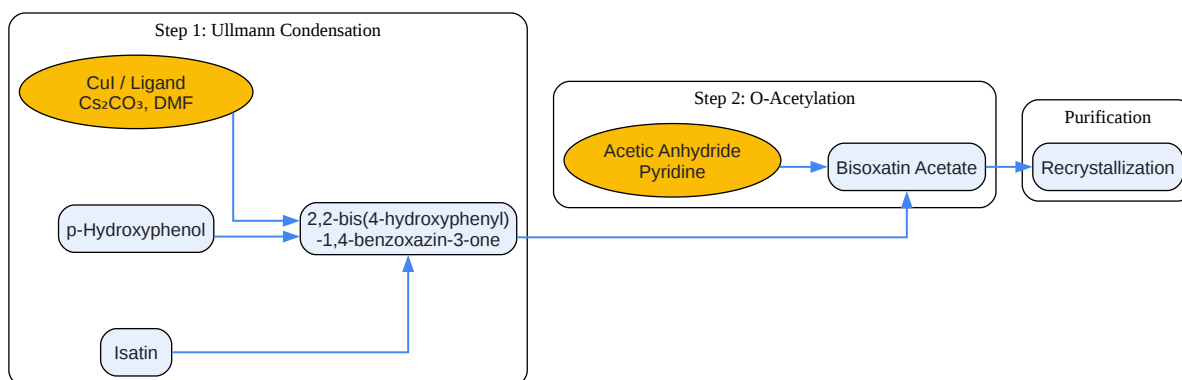 Step 1: Ullmann Condensation
CuI / Ligand
Cs₂CO₃, DMF
p-Hydroxyphenol
2,2-bis(4-hydroxyphenyl)
-1,4-benzoxazin-3-one
Isatin
Step 2: O-Acetylation
Acetic Anhydride
Pyridine
Bisoxatin Acetate
Purification
Recrystallization